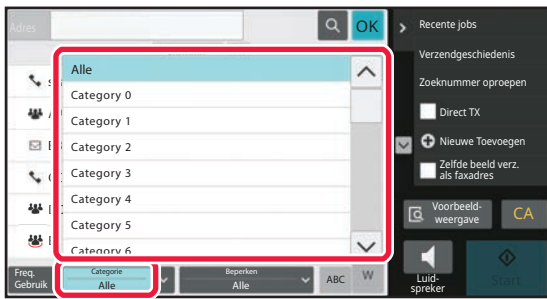 Adres
OK
Alle
Category 0
Category 1
Category 2
Category 3
Category 4
Category 5
Category 6
Freq.
Gebruik
Categorie
Alle
Beperken
Alle
ABC
W
Recente jobs
Verzendgeschiedenis
Zoeknummer oproepen
Direct TX
Nieuwe Toevoegen
Zelfde beeld verz.
als faxadres
Voorbeeld-
weergave
CA
Luid-
spreker
Start